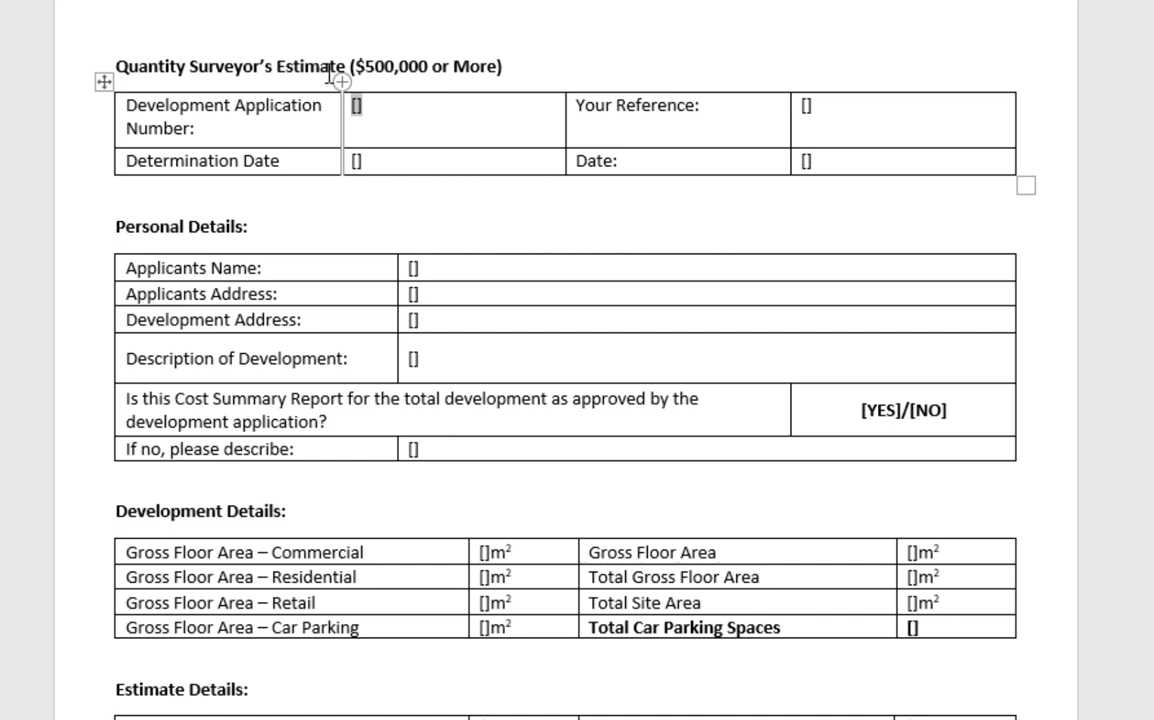 Quantity Surveyor's Estimate ($500,000 or More)
Development Application Number: [] Your Reference: []
Determination Date [] Date: []
Personal Details:
Applicants Name: []
Applicants Address: []
Development Address: []
Description of Development: []
Is this Cost Summary Report for the total development as approved by the
development application? [YES]/[NO]
If no, please describe: []
Development Details:
Gross Floor Area – Commercial []m² Gross Floor Area []m²
Gross Floor Area – Residential []m² Total Gross Floor Area []m²
Gross Floor Area – Retail []m² Total Site Area []m²
Gross Floor Area – Car Parking []m² Total Car Parking Spaces []
Estimate Details: